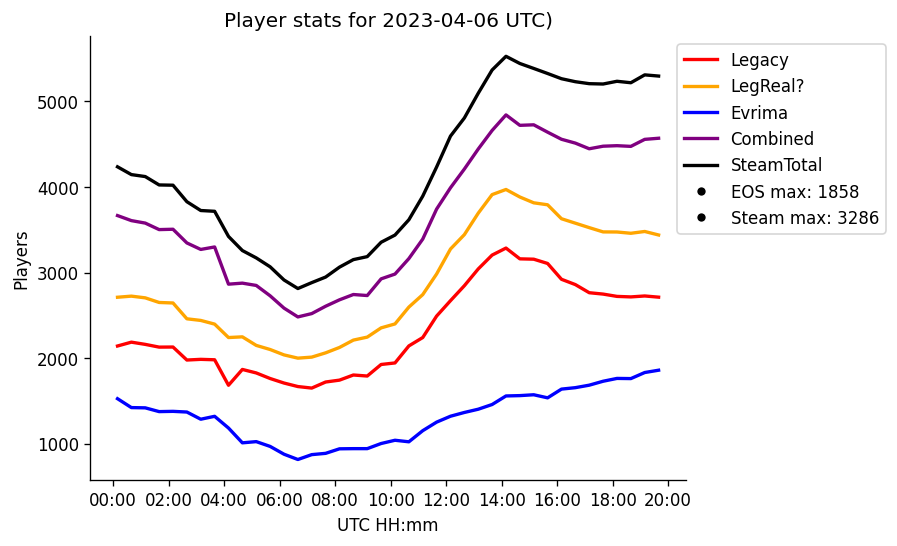 Player stats for 2023-04-06 UTC)
Players
5000
4000
3000
2000
1000
00:00 02:00 04:00 06:00 08:00 10:00 12:00 14:00 16:00 18:00 20:00
UTC HH:mm
Legacy
LegReal?
Evrima
Combined
SteamTotal
EOS max: 1858
Steam max: 3286